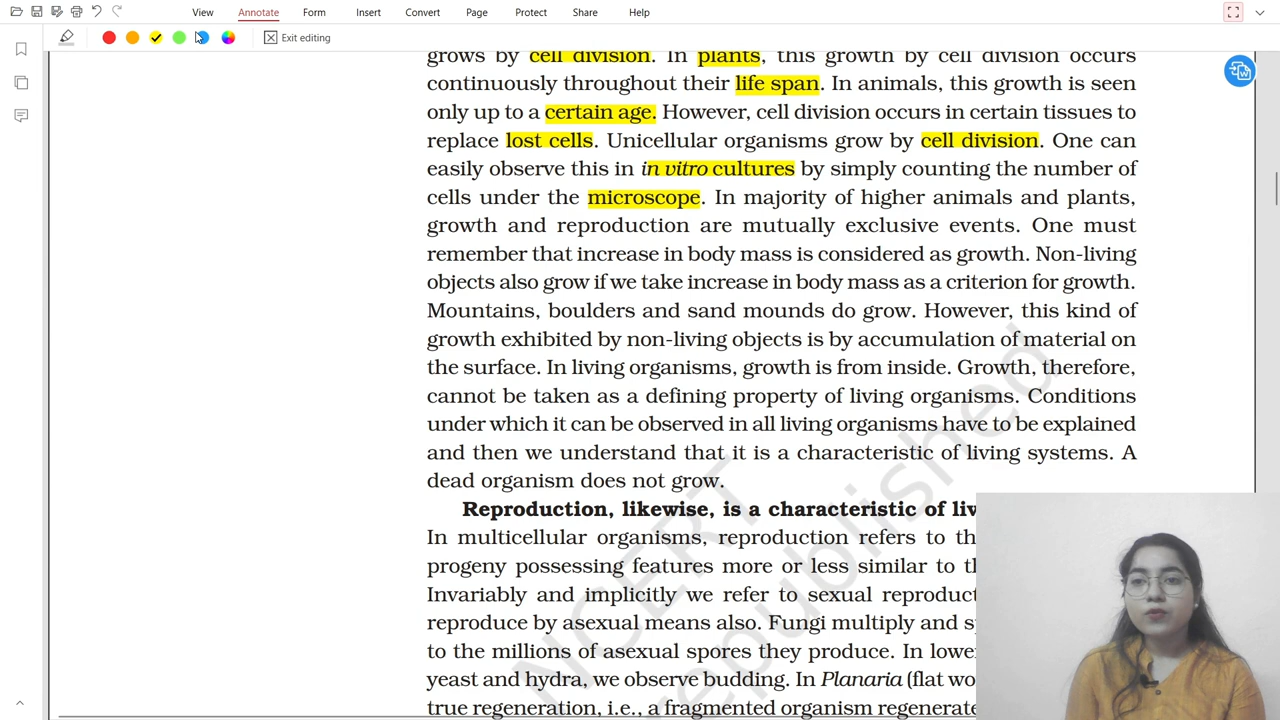 View Annotate Form Insert Convert Page Protect Share Help
Exit editing
grows by cell division. In plants, this growth by cell division occurs
continuously throughout their life span. In animals, this growth is seen
only up to a certain age. However, cell division occurs in certain tissues to
replace lost cells. Unicellular organisms grow by cell division. One can
easily observe this in in vitro cultures by simply counting the number of
cells under the microscope. In majority of higher animals and plants,
growth and reproduction are mutually exclusive events. One must
remember that increase in body mass is considered as growth. Non-living
objects also grow if we take increase in body mass as a criterion for growth.
Mountains, boulders and sand mounds do grow. However, this kind of
growth exhibited by non-living objects is by accumulation of material on
the surface. In living organisms, growth is from inside. Growth, therefore,
cannot be taken as a defining property of living organisms. Conditions
under which it can be observed in all living organisms have to be explained
and then we understand that it is a characteristic of living systems. A
dead organism does not grow.
Reproduction, likewise, is a characteristic of liv
In multicellular organisms, reproduction refers to th
progeny possessing features more or less similar to th
Invariably and implicitly we refer to sexual reproduct
reproduce by asexual means also. Fungi multiply and sp
to the millions of asexual spores they produce. In lower
yeast and hydra, we observe budding. In Planaria (flat wo
true regeneration, i.e., a fragmented organism regenerate
NCERT
republished